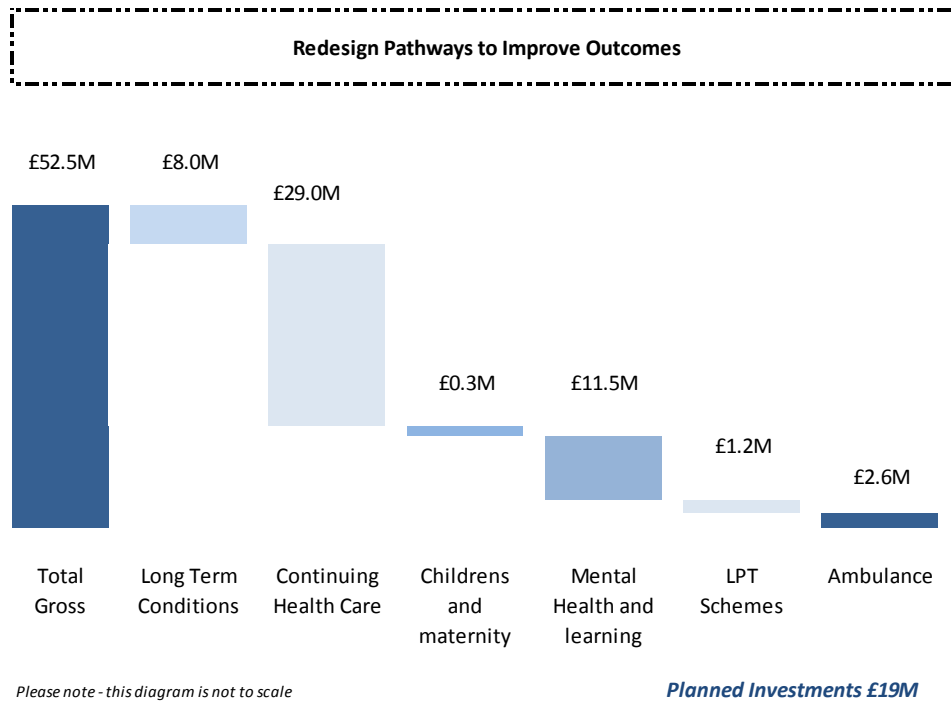 Redesign Pathways to Improve Outcomes
£52.5M
£8.0M
£29.0M
£0.3M
£11.5M
£1.2M
£2.6M
Total
Gross
Long Term
Conditions
Continuing
Health Care
Childrens
and
maternity
Mental
Health and
learning
LPT
Schemes
Ambulance
Please note - this diagram is not to scale
Planned Investments £19M